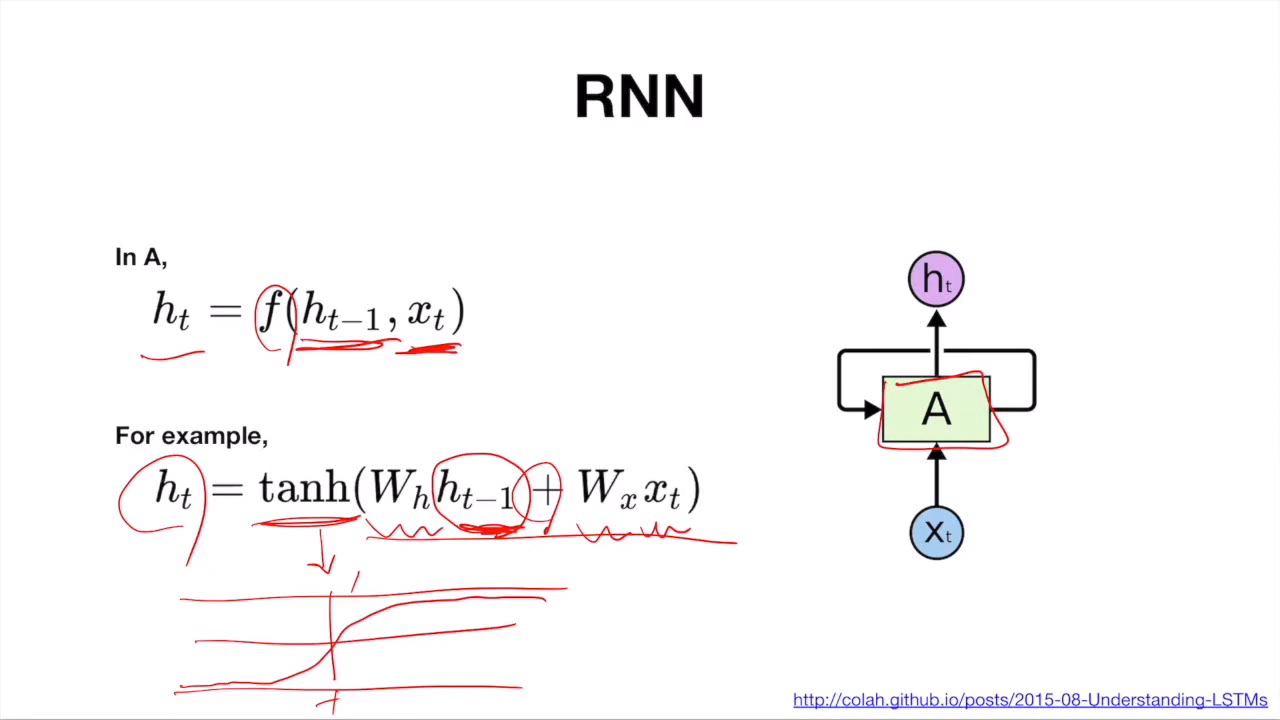 RNN
In A,
h_t = f(h_{t-1}, x_t)
For example,
h_t = tanh(W_h h_{t-1} + W_x x_t)
h_t
A
x_t
http://colah.github.io/posts/2015-08-Understanding-LSTMs